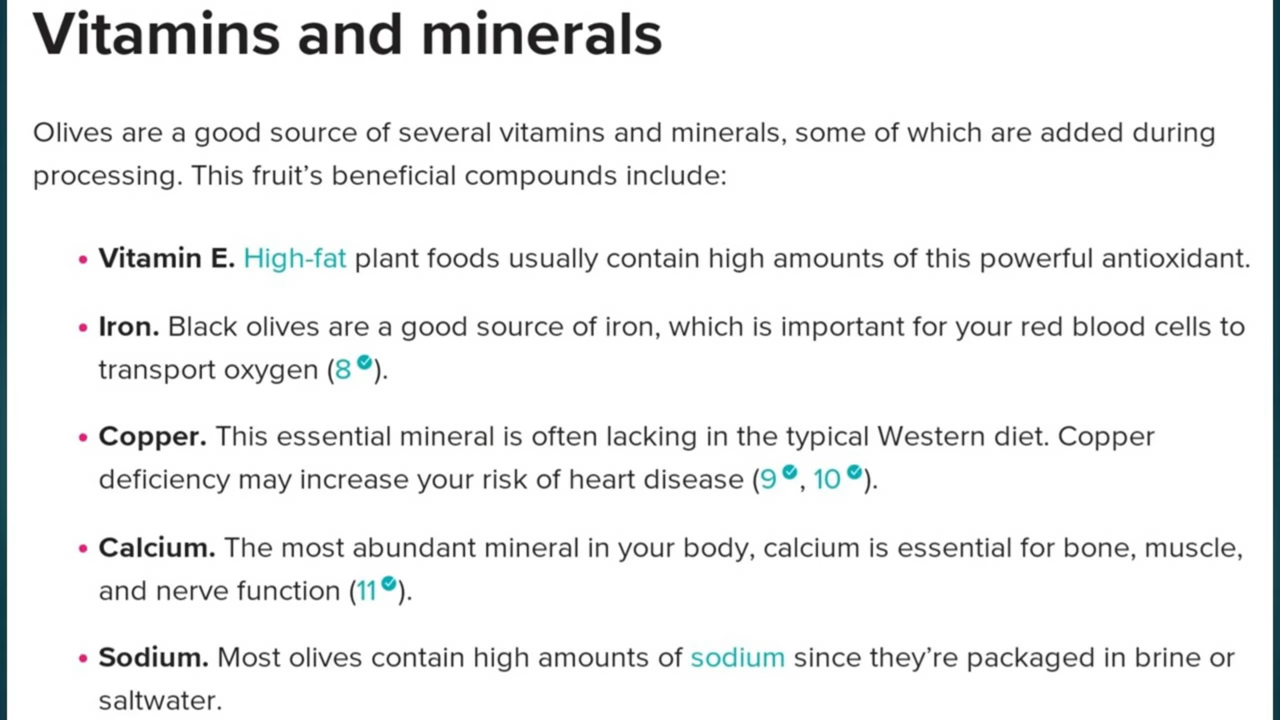 Vitamins and minerals
Olives are a good source of several vitamins and minerals, some of which are added during
processing. This fruit’s beneficial compounds include:
• Vitamin E. High-fat plant foods usually contain high amounts of this powerful antioxidant.
• Iron. Black olives are a good source of iron, which is important for your red blood cells to
transport oxygen (8).
• Copper. This essential mineral is often lacking in the typical Western diet. Copper
deficiency may increase your risk of heart disease (9, 10).
• Calcium. The most abundant mineral in your body, calcium is essential for bone, muscle,
and nerve function (11).
• Sodium. Most olives contain high amounts of sodium since they’re packaged in brine or
saltwater.